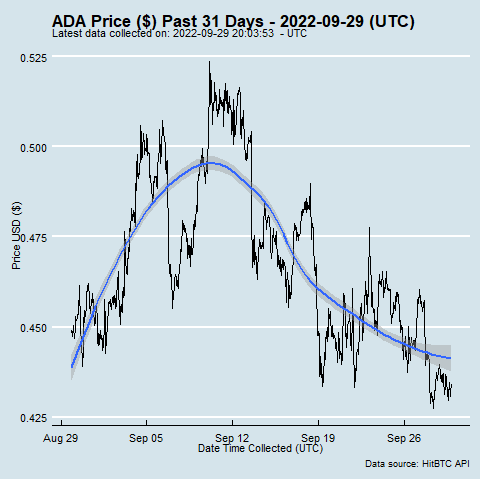 ADA Price ($) Past 31 Days - 2022-09-29 (UTC)
Latest data collected on: 2022-09-29 20:03:53 - UTC
0.525
0.500
0.475
0.450
0.425
Price USD ($)
Aug 29 Sep 05 Sep 12 Sep 19 Sep 26
Date Time Collected (UTC)
Data source: HitBTC API